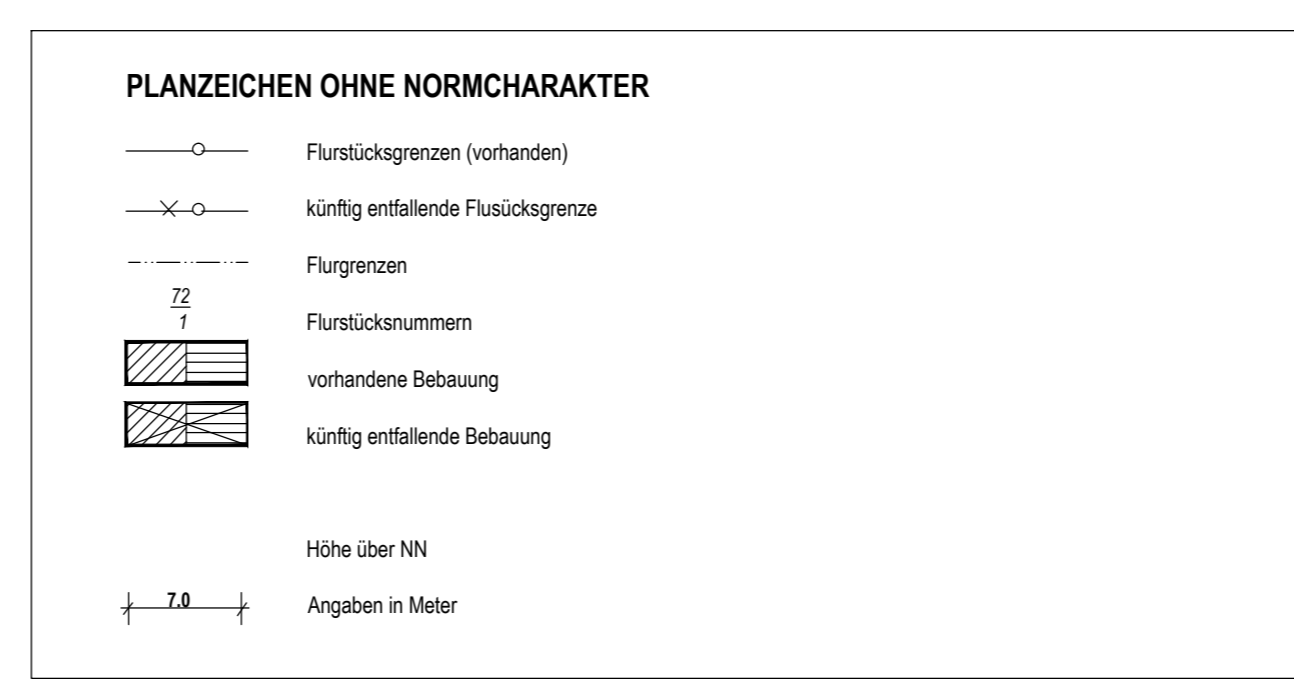 PLANZEICHEN OHNE NORMCHARAKTER
Flurstücksgrenzen (vorhanden)
künftig entfallende Flusücksgrenze
Flurgrenzen
72
1
Flurstücksnummern
vorhandene Bebauung
künftig entfallende Bebauung
Höhe über NN
7.0 Angaben in Meter